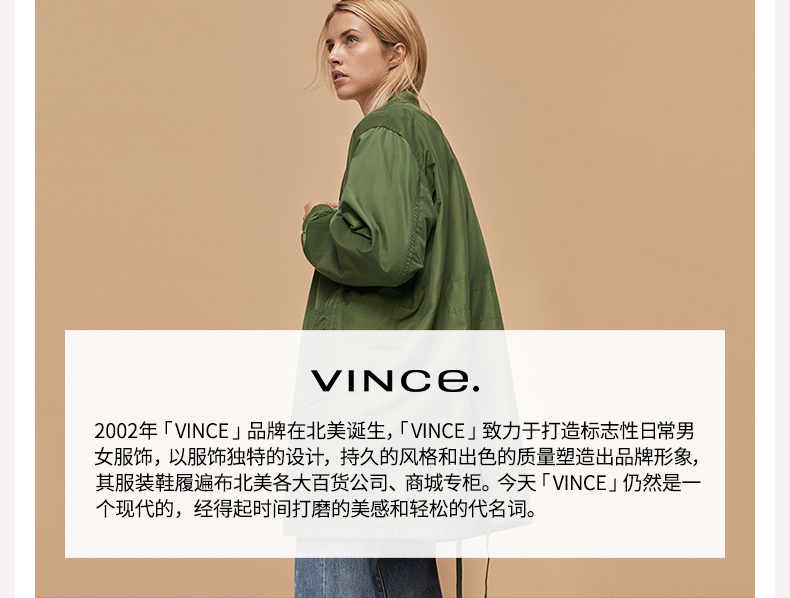 VINCe.
2002年「VINCE」品牌在北美诞生，「VINCE」致力于打造标志性日常男
女服饰，以服饰独特的设计，持久的风格和出色的质量塑造出品牌形象，
其服装鞋履遍布北美各大百货公司、商城专柜。今天「VINCE」仍然是一
个现代的，经得起时间打磨的美感和轻松的代名词。